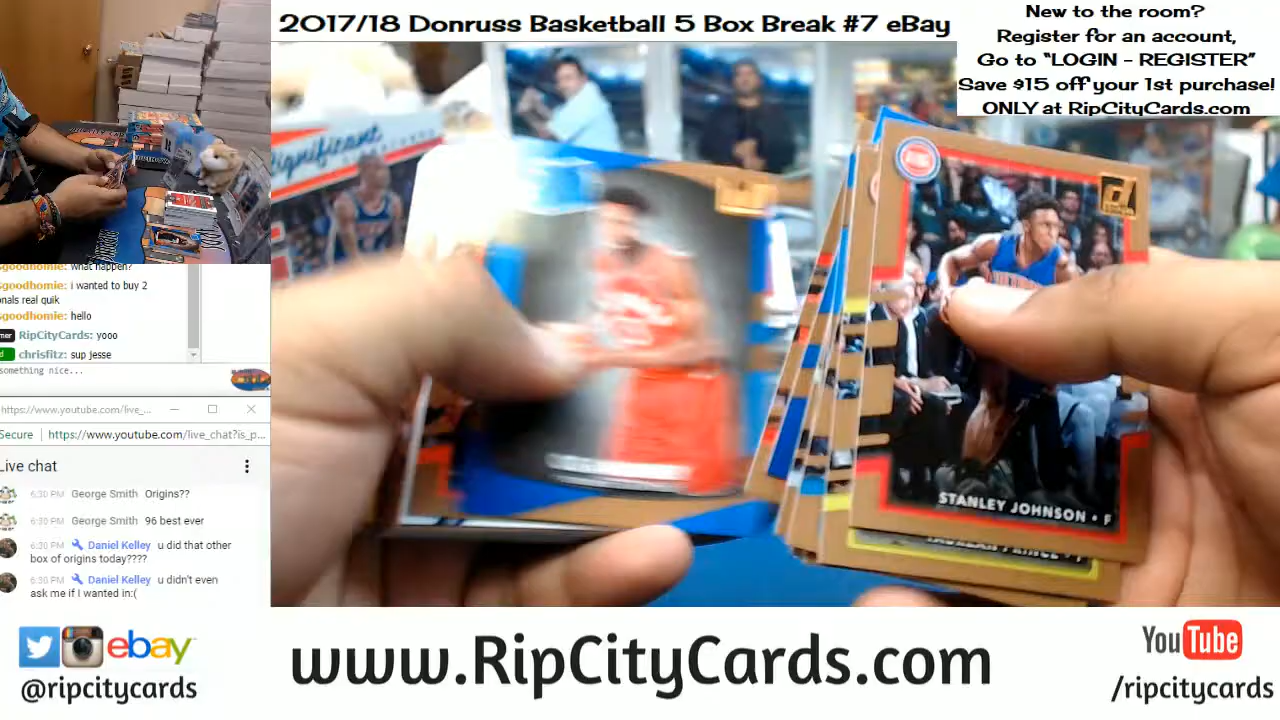 2017/18 Donruss Basketball 5 Box Break #7 eBay
New to the room?
Register for an account,
Go to "LOGIN - REGISTER"
Save $15 off your 1st purchase!
ONLY at RipCityCards.com
Significant
STANLEY JOHNSON • F
PRINCE
goodhomie: what happen?
sgoodhomie: i wanted to buy 2
onals real quik
sgoodhomie: hello
RipCityCards: yooo
chrisfitz: sup jesse
something nice...
https://www.youtube.com/live_...
Secure https://www.youtube.com/live_chat?is_p...
Live chat
6:30 PM George Smith Origins??
6:30 PM George Smith 96 best ever
6:30 PM Daniel Kelley u did that other
box of origins today????
6:30 PM Daniel Kelley u didn't even
ask me if I wanted in:(
ebay
@ripcitycards
www.RipCityCards.com
YouTube
/ripcitycards